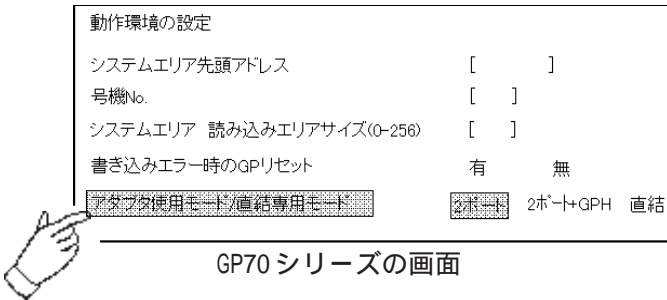 動作環境の設定
システムエリア先頭アドレス [ ]
号機No. [ ]
システムエリア 読み込みエリアサイズ(0-256) [ ]
書き込みエラー時のGPリセット 有 無
アダプタ使用モード/直結専用モード 2ポート 2ポート+GPH 直結
GP70シリーズの画面